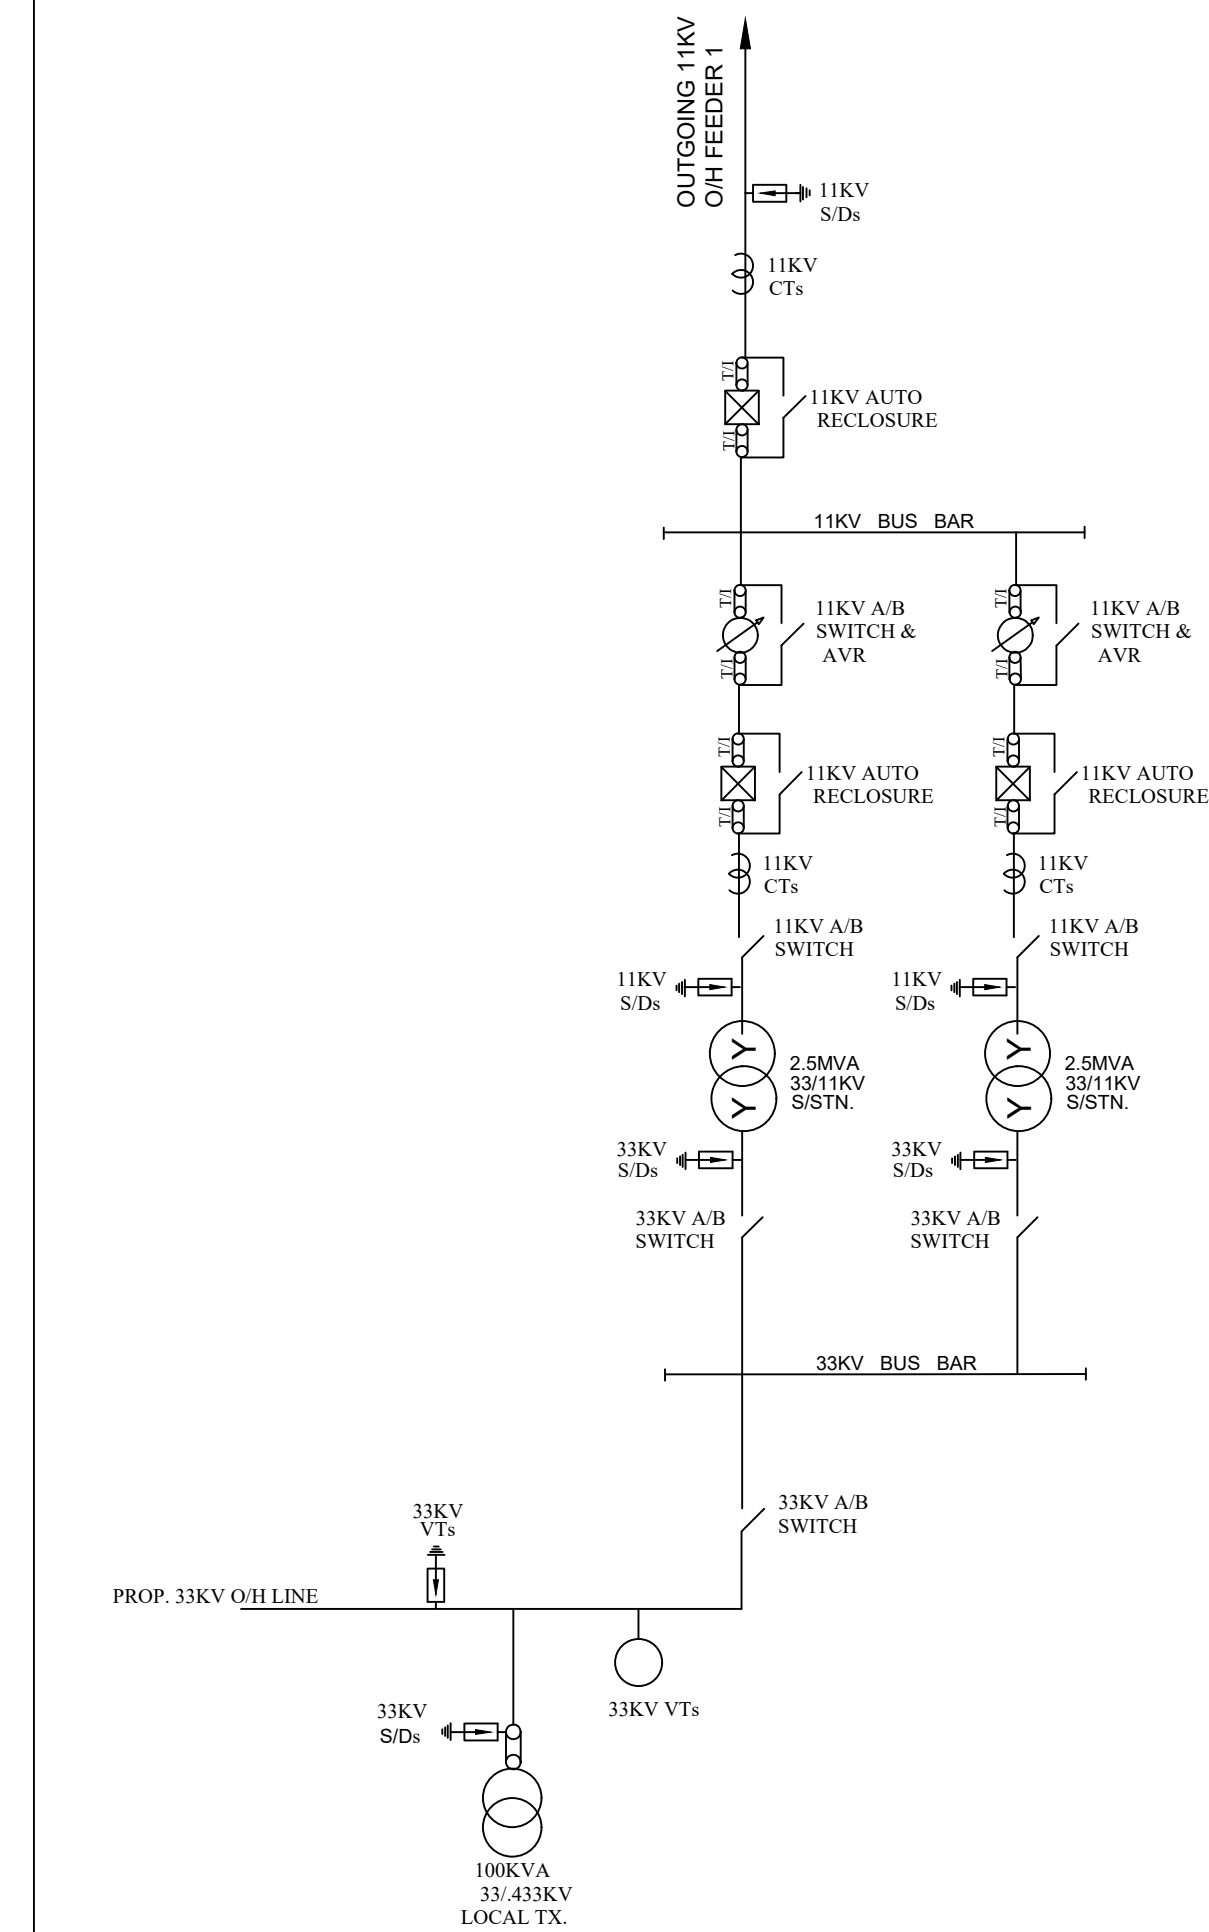 OUTGOING 11KV
O/H FEEDER 1
11KV
S/Ds
11KV
CTs
T/I
T/I
11KV AUTO
RECLOSURE
11KV BUS BAR
T/I
T/I
11KV A/B
SWITCH &
AVR
T/I
T/I
11KV A/B
SWITCH &
AVR
T/I
T/I
11KV AUTO
RECLOSURE
T/I
T/I
11KV AUTO
RECLOSURE
11KV
CTs
11KV
CTs
11KV A/B
SWITCH
11KV A/B
SWITCH
11KV
S/Ds
11KV
S/Ds
Y
Y
2.5MVA
33/11KV
S/STN.
Y
Y
2.5MVA
33/11KV
S/STN.
33KV
S/Ds
33KV
S/Ds
33KV A/B
SWITCH
33KV A/B
SWITCH
33KV BUS BAR
33KV A/B
SWITCH
33KV
VTs
PROP. 33KV O/H LINE
33KV VTs
33KV
S/Ds
100KVA
33/.433KV
LOCAL TX.